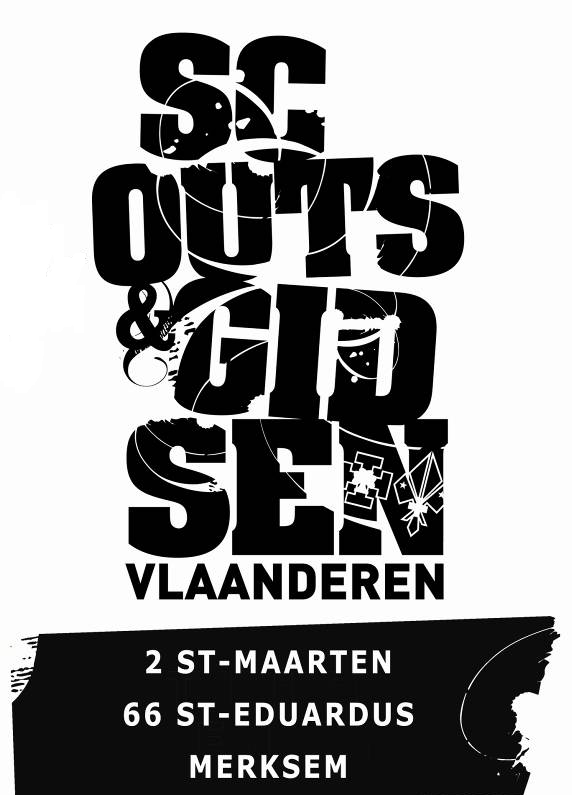 SC
OUTS
& GID
SEN
VLAANDEREN
2 ST-MAARTEN
66 ST-EDUARDUS
MERKSEM